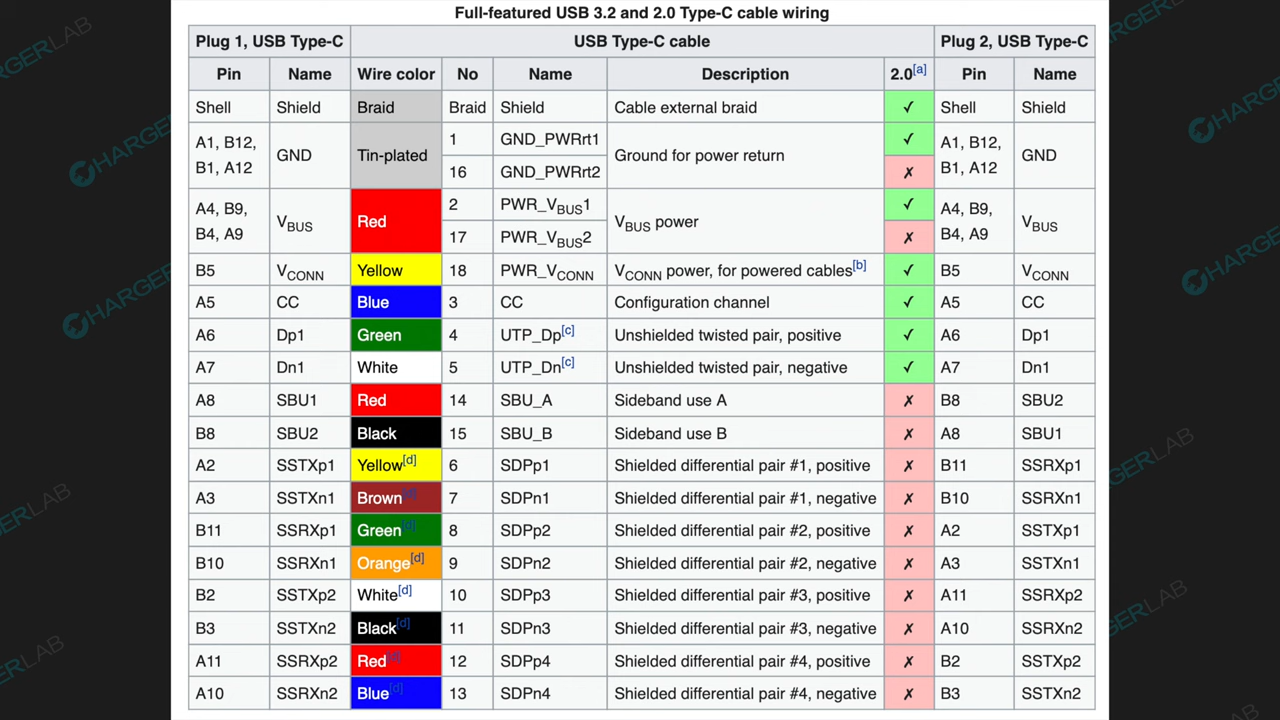 Full-featured USB 3.2 and 2.0 Type-C cable wiring
Plug 1, USB Type-C USB Type-C cable Plug 2, USB Type-C
Pin Name Wire color No Name Description 2.0[a] Pin Name
Shell Shield Braid Braid Shield Cable external braid ✓ Shell Shield
A1, B12, B1, A12 GND Tin-plated 1 GND_PWRrt1 Ground for power return ✓ A1, B12, B1, A12 GND
16 GND_PWRrt2 ✗
A4, B9, B4, A9 VBUS Red 2 PWR_VBUS1 VBUS power ✓ A4, B9, B4, A9 VBUS
17 PWR_VBUS2 ✗
B5 VCONN Yellow 18 PWR_VCONN VCONN power, for powered cables[b] ✓ B5 VCONN
A5 CC Blue 3 CC Configuration channel ✓ A5 CC
A6 Dp1 Green 4 UTP_Dp[c] Unshielded twisted pair, positive ✓ A6 Dp1
A7 Dn1 White 5 UTP_Dn[c] Unshielded twisted pair, negative ✓ A7 Dn1
A8 SBU1 Red 14 SBU_A Sideband use A ✗ B8 SBU2
B8 SBU2 Black 15 SBU_B Sideband use B ✗ A8 SBU1
A2 SSTXp1 Yellow[d] 6 SDPp1 Shielded differential pair #1, positive ✗ B11 SSRXp1
A3 SSTXn1 Brown[d] 7 SDPn1 Shielded differential pair #1, negative ✗ B10 SSRXn1
B11 SSRXp1 Green[d] 8 SDPp2 Shielded differential pair #2, positive ✗ A2 SSTXp1
B10 SSRXn1 Orange[d] 9 SDPn2 Shielded differential pair #2, negative ✗ A3 SSTXn1
B2 SSTXp2 White[d] 10 SDPp3 Shielded differential pair #3, positive ✗ A11 SSRXp2
B3 SSTXn2 Black[d] 11 SDPn3 Shielded differential pair #3, negative ✗ A10 SSRXn2
A11 SSRXp2 Red[d] 12 SDPp4 Shielded differential pair #4, positive ✗ B2 SSTXp2
A10 SSRXn2 Blue[d] 13 SDPn4 Shielded differential pair #4, negative ✗ B3 SSTXn2